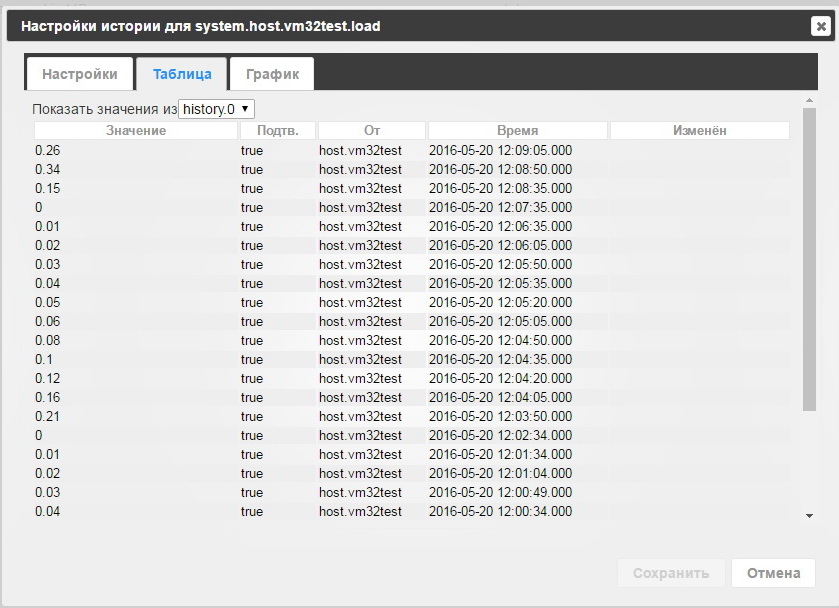 Настройки истории для system.host.vm32test.load
Настройки Таблица График
Показать значения из history.0
Значение Подтв. От Время Изменён
0.26 true host.vm32test 2016-05-20 12:09:05.000
0.34 true host.vm32test 2016-05-20 12:08:50.000
0.15 true host.vm32test 2016-05-20 12:08:35.000
0 true host.vm32test 2016-05-20 12:07:35.000
0.01 true host.vm32test 2016-05-20 12:06:35.000
0.02 true host.vm32test 2016-05-20 12:06:05.000
0.03 true host.vm32test 2016-05-20 12:05:50.000
0.04 true host.vm32test 2016-05-20 12:05:35.000
0.05 true host.vm32test 2016-05-20 12:05:20.000
0.06 true host.vm32test 2016-05-20 12:05:05.000
0.08 true host.vm32test 2016-05-20 12:04:50.000
0.1 true host.vm32test 2016-05-20 12:04:35.000
0.12 true host.vm32test 2016-05-20 12:04:20.000
0.16 true host.vm32test 2016-05-20 12:04:05.000
0.21 true host.vm32test 2016-05-20 12:03:50.000
0 true host.vm32test 2016-05-20 12:02:34.000
0.01 true host.vm32test 2016-05-20 12:01:34.000
0.02 true host.vm32test 2016-05-20 12:01:04.000
0.03 true host.vm32test 2016-05-20 12:00:49.000
0.04 true host.vm32test 2016-05-20 12:00:34.000
Сохранить Отмена